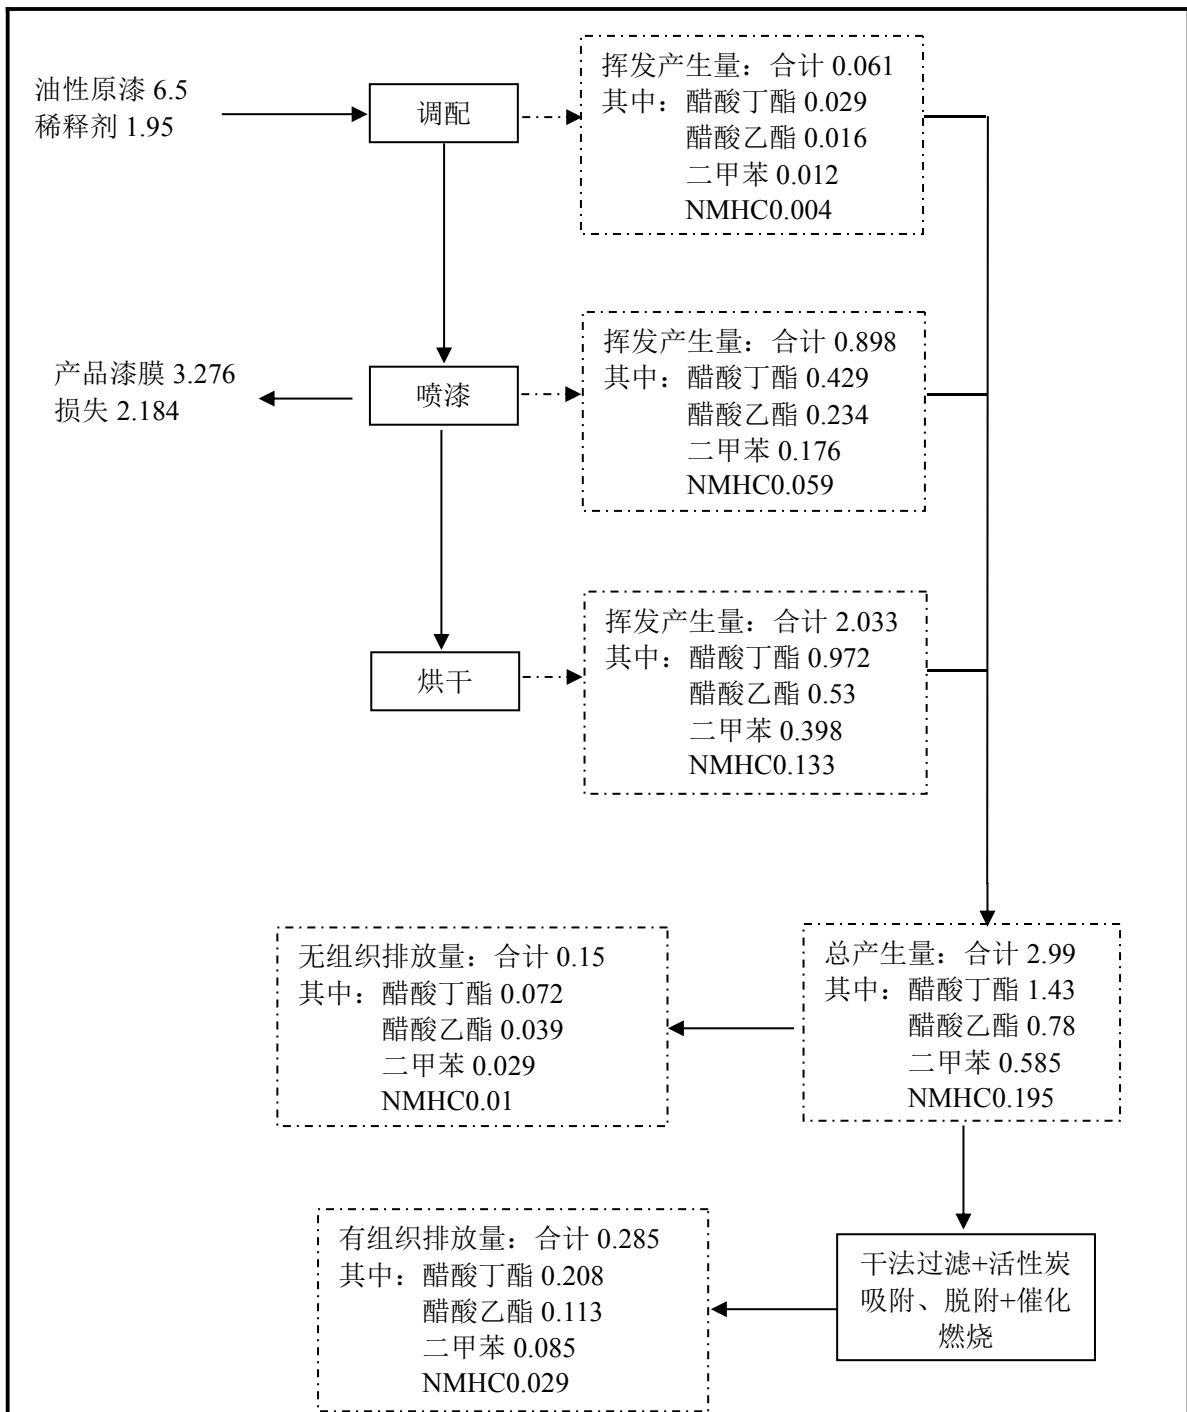 油性原漆 6.5
稀释剂 1.95
调配
挥发产生量：合计 0.061
其中：醋酸丁酯 0.029
醋酸乙酯 0.016
二甲苯 0.012
NMHC0.004
产品漆膜 3.276
损失 2.184
喷漆
挥发产生量：合计 0.898
其中：醋酸丁酯 0.429
醋酸乙酯 0.234
二甲苯 0.176
NMHC0.059
烘干
挥发产生量：合计 2.033
其中：醋酸丁酯 0.972
醋酸乙酯 0.53
二甲苯 0.398
NMHC0.133
无组织排放量：合计 0.15
其中：醋酸丁酯 0.072
醋酸乙酯 0.039
二甲苯 0.029
NMHC0.01
总产生量：合计 2.99
其中：醋酸丁酯 1.43
醋酸乙酯 0.78
二甲苯 0.585
NMHC0.195
有组织排放量：合计 0.285
其中：醋酸丁酯 0.208
醋酸乙酯 0.113
二甲苯 0.085
NMHC0.029
干法过滤+活性炭
吸附、脱附+催化
燃烧